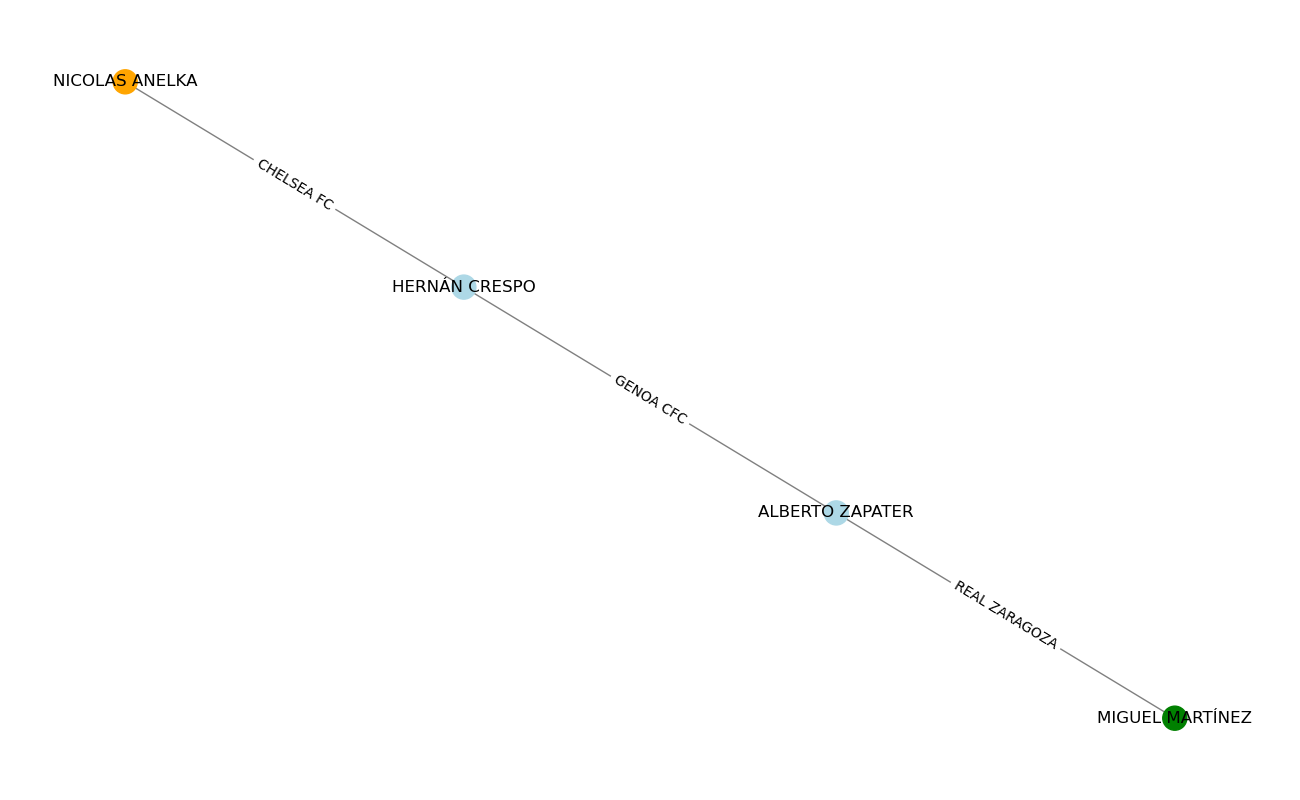 NICOLAS ANELKA
CHELSEA FC
HERNÁN CRESPO
GENOA CFC
ALBERTO ZAPATER
REAL ZARAGOZA
MIGUEL MARTÍNEZ